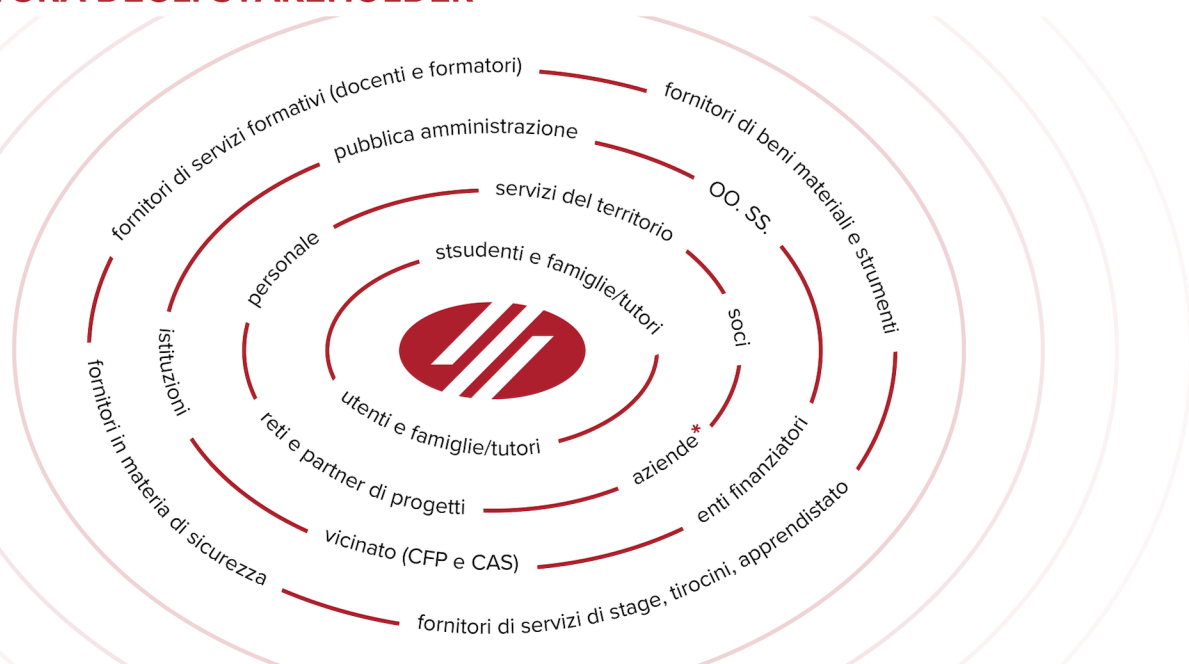 DEGLI STAKEHOLDER
fornitori di servizi formativi (docenti e formatori)
fornitori di beni materiali e strumenti
pubblica amministrazione
OO. SS.
servizi del territorio
personale
stsudenti e famiglie/tutori
soci
istituzioni
utenti e famiglie/tutori
aziende*
reti e partner di progetti
enti finanziatori
vicinato (CFP e CAS)
fornitori in materia di sicurezza
fornitori di servizi di stage, tirocini, apprendistato